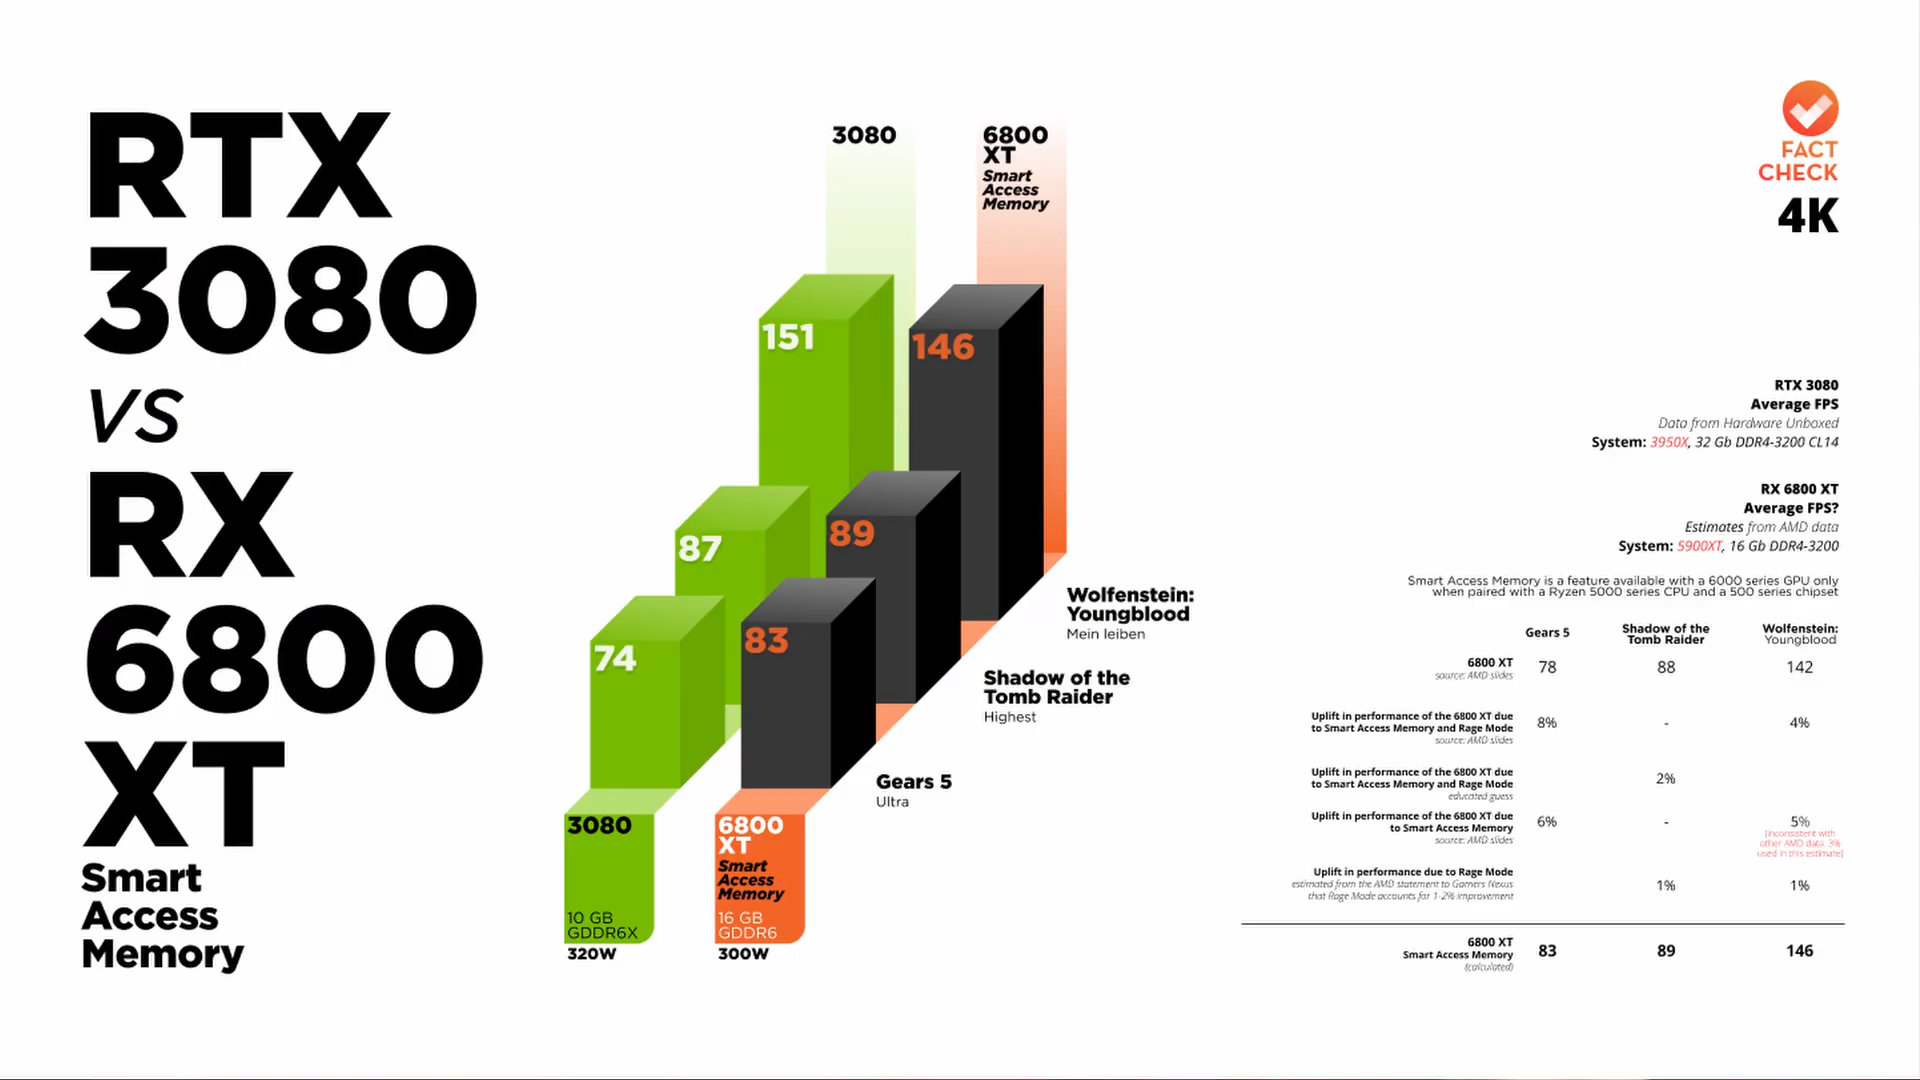 RTX
3080
VS
RX
6800
XT
Smart
Access
Memory
3080
6800
XT
Smart
Access
Memory
151
146
87
89
74
83
Wolfenstein:
Youngblood
Mein leiben
Shadow of the
Tomb Raider
Highest
Gears 5
Ultra
3080
10 GB
GDDR6X
320W
6800
XT
Smart
Access
Memory
16 GB
GDDR6
300W
FACT
CHECK
4K
RTX 3080
Average FPS
Data from Hardware Unboxed
System: 3950X, 32 Gb DDR4-3200 CL14
RX 6800 XT
Average FPS?
Estimates from AMD data
System: 5900XT, 16 Gb DDR4-3200
Smart Access Memory is a feature available with a 6000 series GPU only
when paired with a Ryzen 5000 series CPU and a 500 series chipset
Gears 5
Shadow of the
Tomb Raider
Wolfenstein:
Youngblood
6800 XT
source: AMD slides
78 88 142
Uplift in performance of the 6800 XT due
to Smart Access Memory and Rage Mode
source: AMD slides
8% - 4%
Uplift in performance of the 6800 XT due
to Smart Access Memory and Rage Mode
educated guess
2%
Uplift in performance of the 6800 XT due
to Smart Access Memory
source: AMD slides
6% - 5%
(inconsistent with
other AMD data. 3%
used in this estimate)
Uplift in performance due to Rage Mode
estimated from the AMD statement to Gamers Nexus
that Rage Mode accounts for 1-2% improvement
1% 1%
6800 XT
Smart Access Memory
(calculated)
83 89 146